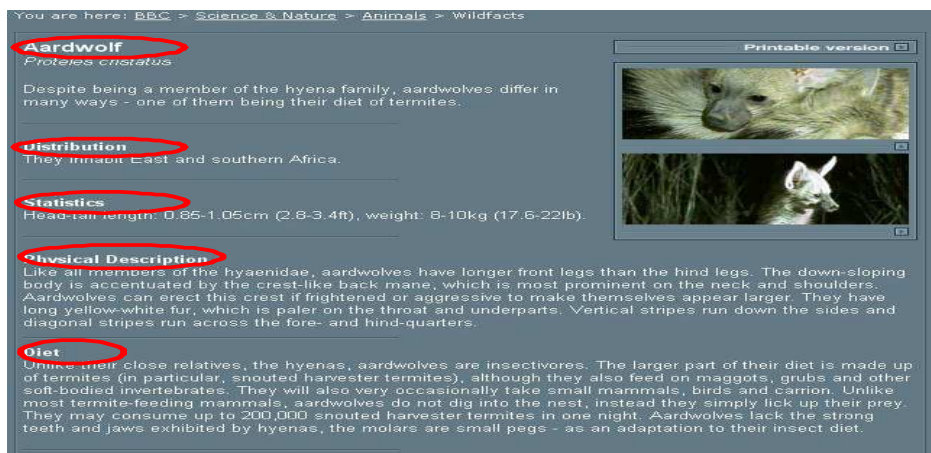 You are here: BBC > Science & Nature > Animals > Wildfacts
Aardwolf
Printable version
Proteles cristatus
Despite being a member of the hyena family, aardwolves differ in
many ways - one of them being their diet of termites.
Distribution
They inhabit East and southern Africa.
Statistics
Head-tail length: 0.85-1.05cm (2.8-3.4ft), weight: 8-10kg (17.6-22lb).
Physical Description
Like all members of the hyaenidae, aardwolves have longer front legs than the hind legs. The down-sloping
body is accentuated by the crest-like back mane, which is most prominent on the neck and shoulders.
Aardwolves can erect this crest if frightened or aggressive to make themselves appear larger. They have
long yellow-white fur, which is paler on the throat and underparts. Vertical stripes run down the sides and
diagonal stripes run across the fore- and hind-quarters.
Diet
Unlike their close relatives, the hyenas, aardwolves are insectivores. The larger part of their diet is made up
of termites (in particular, snouted harvester termites), although they also feed on maggots, grubs and other
soft-bodied invertebrates. They will also very occasionally take small mammals, birds and carrion. Unlike
most termite-feeding mammals, aardwolves do not dig into the nest, instead they simply lick up their prey.
They may consume up to 200,000 snouted harvester termites in one night. Aardwolves lack the strong
teeth and jaws exhibited by hyenas, the molars are small pegs - as an adaptation to their insect diet.